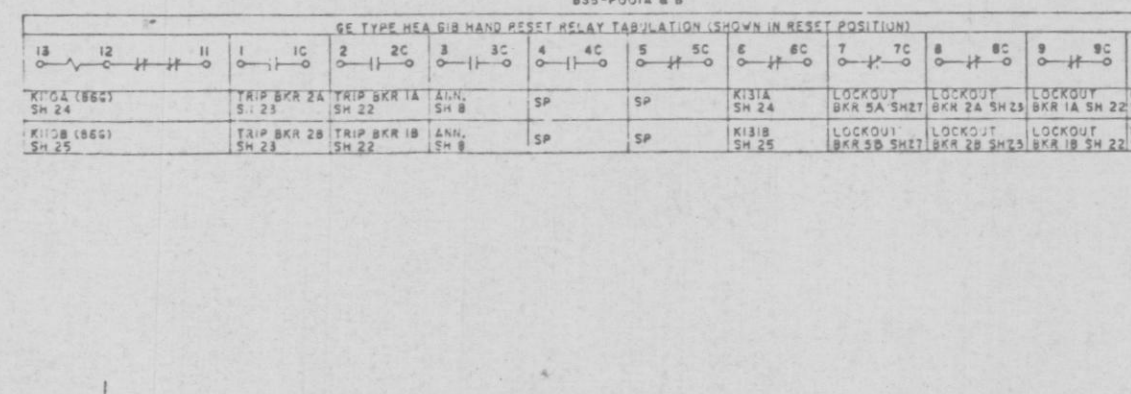 B35-P001A & B
GE TYPE HEA 61B HAND RESET RELAY TABULATION (SHOWN IN RESET POSITION)
13 12 11 1 1C 2 2C 3 3C 4 4C 5 5C 6 6C 7 7C 8 8C 9 9C
K110A (86G) TRIP BKR 2A TRIP BKR 1A ANN. SP SP K131A LOCKOUT LOCKOUT LOCKOUT
SH 24 SH 23 SH 22 SH 8 SH 24 BKR 5A SH27 BKR 2A SH23 BKR 1A SH 22
K110B (86G) TRIP BKR 2B TRIP BKR 1B ANN. SP SP K131B LOCKOUT LOCKOUT LOCKOUT
SH 25 SH 23 SH 22 SH 8 SH 25 BKR 5B SH27 BKR 2B SH23 BKR 1B SH 22